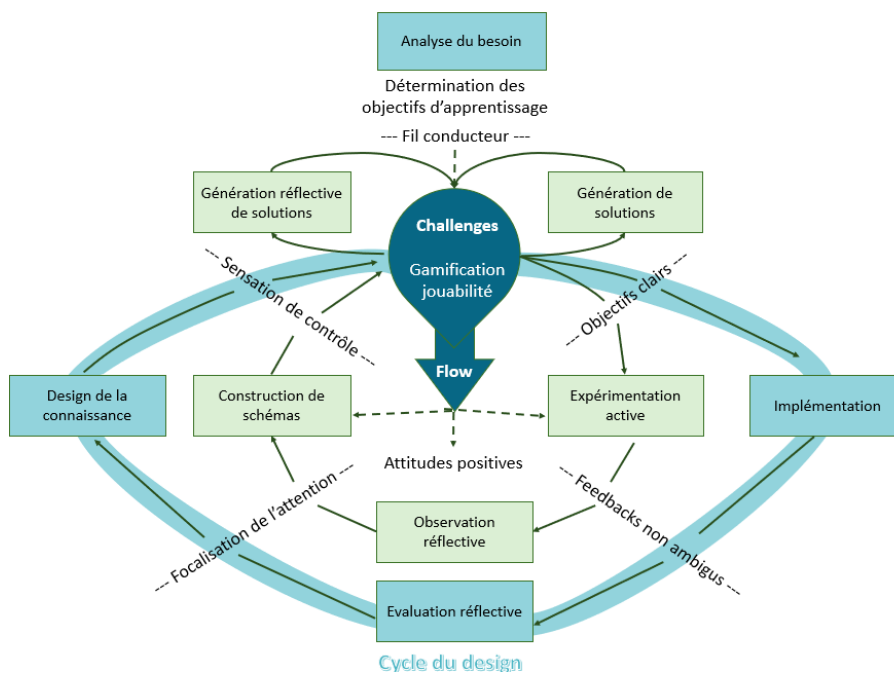 Analyse du besoin
Détermination des
objectifs d'apprentissage
--- Fil conducteur ---
Génération réflective
de solutions
Génération de
solutions
Challenges
Gamification
jouabilité
--- Sensation de contrôle ---
--- Objectifs clairs ---
Flow
Design de la
connaissance
Construction de
schémas
Expérimentation
active
Implémentation
Attitudes positives
--- Focalisation de l'attention ---
--- Feedbacks non ambigus ---
Observation
réflective
Evaluation réflective
Cycle du design